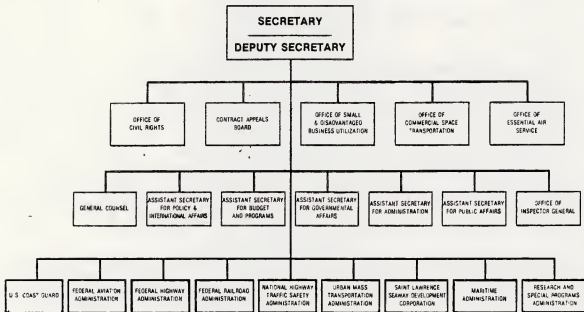 SECRETARY
DEPUTY SECRETARY
OFFICE OF
CIVIL RIGHTS
CONTRACT APPEALS
BOARD
OFFICE OF SMALL
& DISADVANTAGED
BUSINESS UTILIZATION
OFFICE OF
COMMERCIAL SPACE
TRANSPORTATION
OFFICE OF
ESSENTIAL AIR
SERVICE
GENERAL COUNSEL
ASSISTANT SECRETARY
FOR POLICY &
INTERNATIONAL AFFAIRS
ASSISTANT SECRETARY
FOR BUDGET
AND PROGRAMS
ASSISTANT SECRETARY
FOR GOVERNMENTAL
AFFAIRS
ASSISTANT SECRETARY
FOR ADMINISTRATION
ASSISTANT SECRETARY
FOR PUBLIC AFFAIRS
OFFICE OF
INSPECTOR GENERAL
U.S. COAST GUARD
FEDERAL AVIATION
ADMINISTRATION
FEDERAL HIGHWAY
ADMINISTRATION
FEDERAL RAILROAD
ADMINISTRATION
NATIONAL HIGHWAY
TRAFFIC SAFETY
ADMINISTRATION
URBAN MASS
TRANSPORTATION
ADMINISTRATION
SAINT LAWRENCE
SEAWAY DEVELOPMENT
CORPORATION
MARITIME
ADMINISTRATION
RESEARCH AND
SPECIAL PROGRAMS
ADMINISTRATION